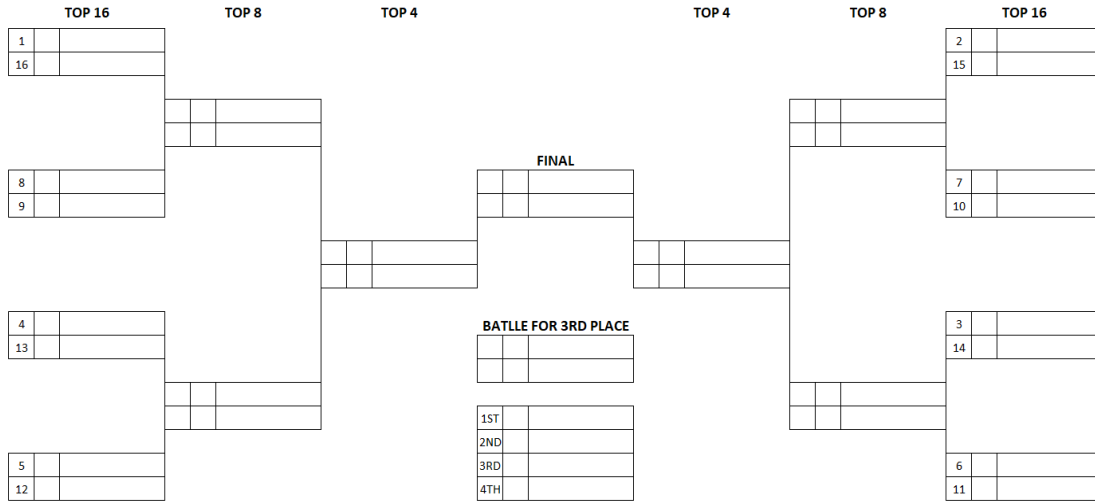 TOP 16 TOP 8 TOP 4 TOP 4 TOP 8 TOP 16
1 2
16 15
FINAL
8 7
9 10
4 3
BATLLE FOR 3RD PLACE
13 14
1ST
2ND
5 3RD 6
12 4TH 11